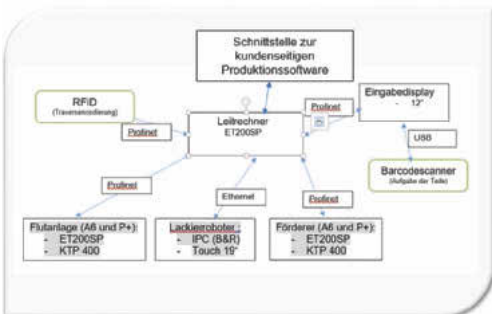 Schnittstelle zur
kundenseitigen
Produktionssoftware
RFiD
(Traversencodierung)
Profinet
Leitrechner
ET200SP
Profinet
Eingabedisplay
- 12"
USB
Barcodescanner
(Aufgabe der Teile)
Profinet
Ethernet
Profinet
Flutanlage (A6 und P+):
- ET200SP
- KTP 400
Lackierroboter :
- IPC (B&R)
- Touch 19"
Förderer (A6 und P+):
- ET200SP
- KTP 400